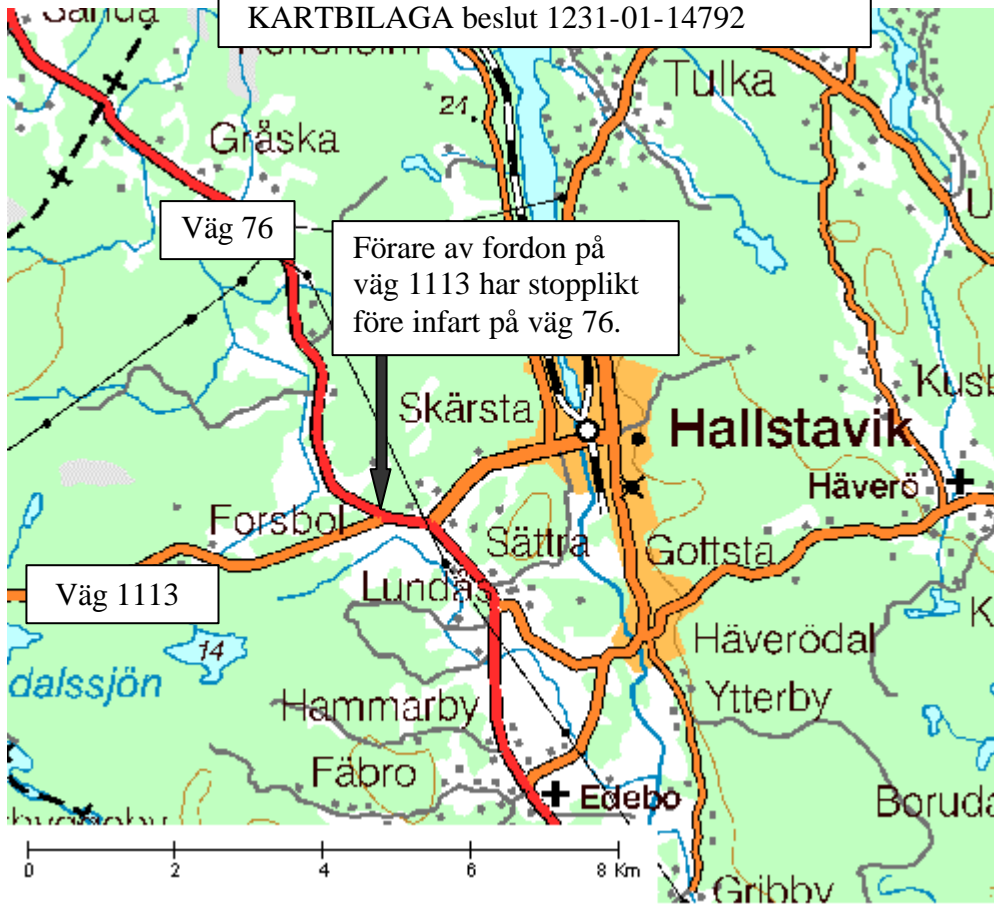 KARTBILAGA beslut 1231-01-14792
Sanda
Tulka
21
Gråska
Väg 76
Förare av fordon på
väg 1113 har stopplikt
före infart på väg 76.
Skärsta
Hallstavik
Häverö
Forsbol
Sättra
Gottsta
Lundås
Väg 1113
Häverödal
14
dalssjön
Ytterby
Hammarby
Fäbro
Edebo
Boruda
0 2 4 6 8 Km
Gribby